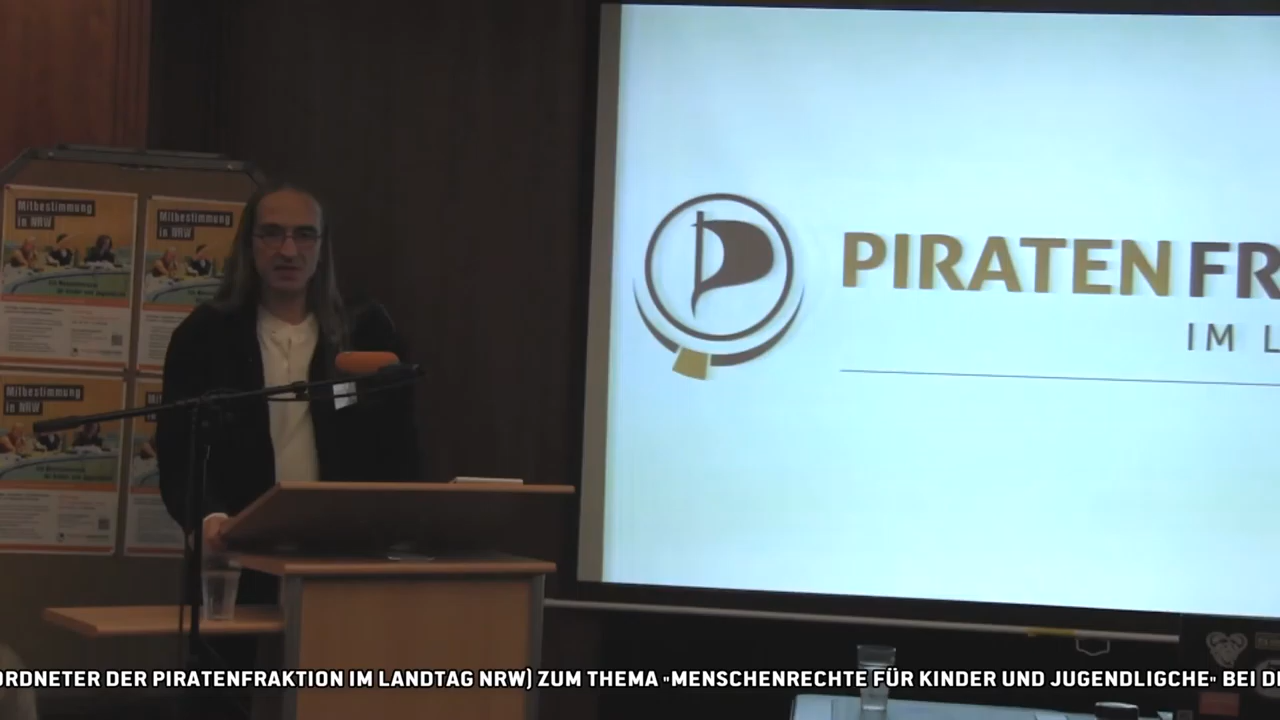 Mitbestimmung
in NRW
Mitbestimmung
in NRW
PIRATENFR
IM L
Mitbestimmung
in NRW
ORDNETER DER PIRATENFRAKTION IM LANDTAG NRW) ZUM THEMA "MENSCHENRECHTE FÜR KINDER UND JUGENDLIGCHE" BEI DE